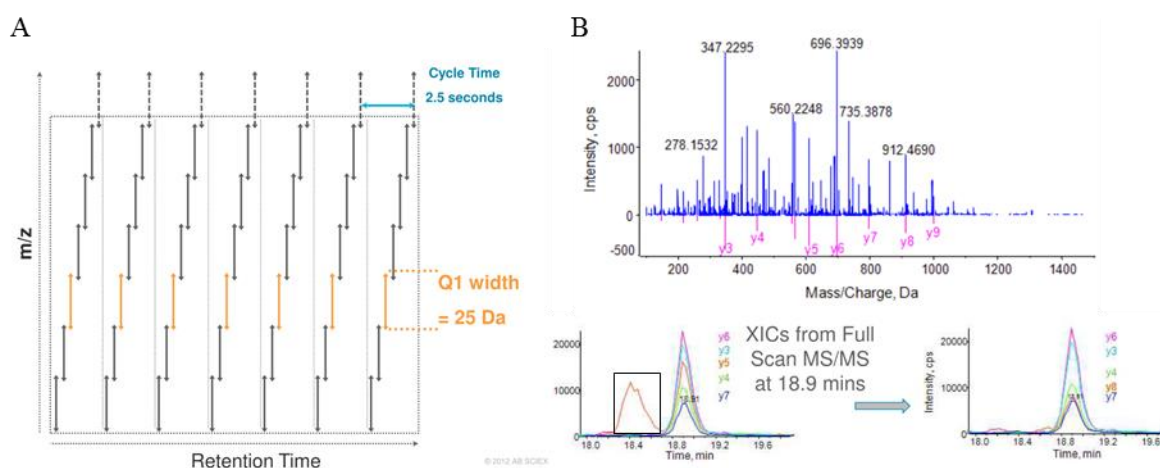 A
B
Cycle Time
2.5 seconds
m/z
Q1 width
= 25 Da
Retention Time
© 2012 AB SCIEX
347.2295
696.3939
560.2248
735.3878
278.1532
912.4690
Intensity, cps
2000
1000
0
-500
y3
y4
y5
y6
y7
y8
y9
200
400
600
800
1000
1200
1400
Mass/Charge, Da
20000
10000
0
y6
y3
y5
y4
y7
18.0
18.4
18.8
19.2
19.6
Time, min
XICs from Full
Scan MS/MS
at 18.9 mins
Intensity, cps
20000
10000
0
y6
y3
y4
y8
y7
18.0
18.4
18.8
19.2
19.6
Time, min